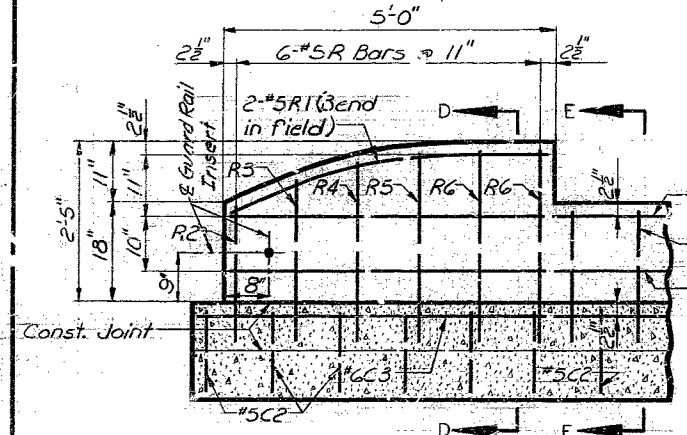 5'-0"
2½"
6-#5R Bars @ 11"
2½"
2-#5R1 (Bend
in field)
D
E
2½"
℄ Guard Rail
Insert
11"
11"
2'-5"
18"
10"
9"
8"
R2
R3
R4
R5
R6
R6
2½"
2½"
Const. Joint
#6C3
#5C2
#5C2
D
E